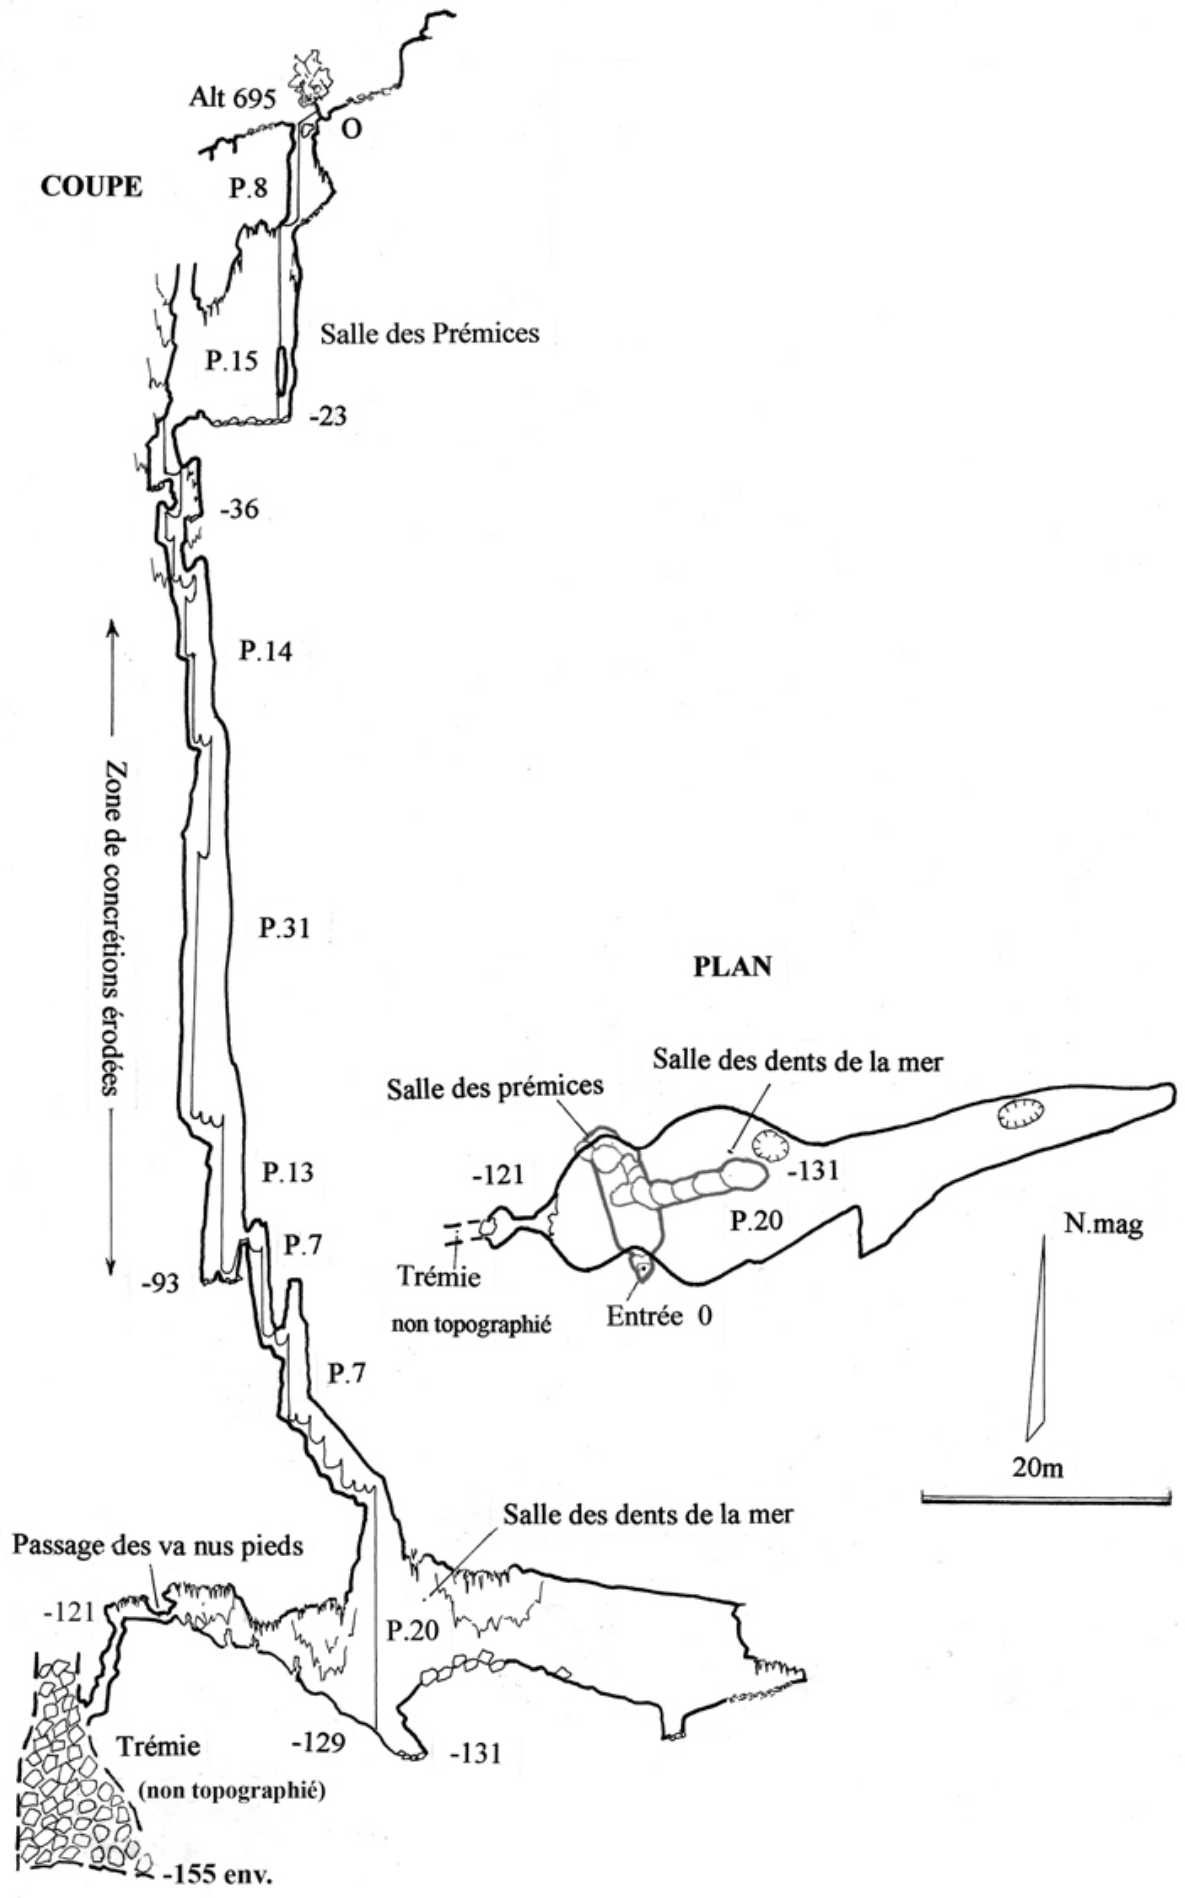 Alt 695
O
COUPE
P.8
Salle des Prémices
P.15
-23
-36
P.14
Zone de concrétions érodées
P.31
P.13
P.7
-93
P.7
Salle des dents de la mer
Passage des va nus pieds
-121
P.20
-129
-131
Trémie
(non topographié)
-155 env.
PLAN
Salle des dents de la mer
Salle des prémices
-121
-131
P.20
N.mag
Trémie
non topographié
Entrée 0
20m